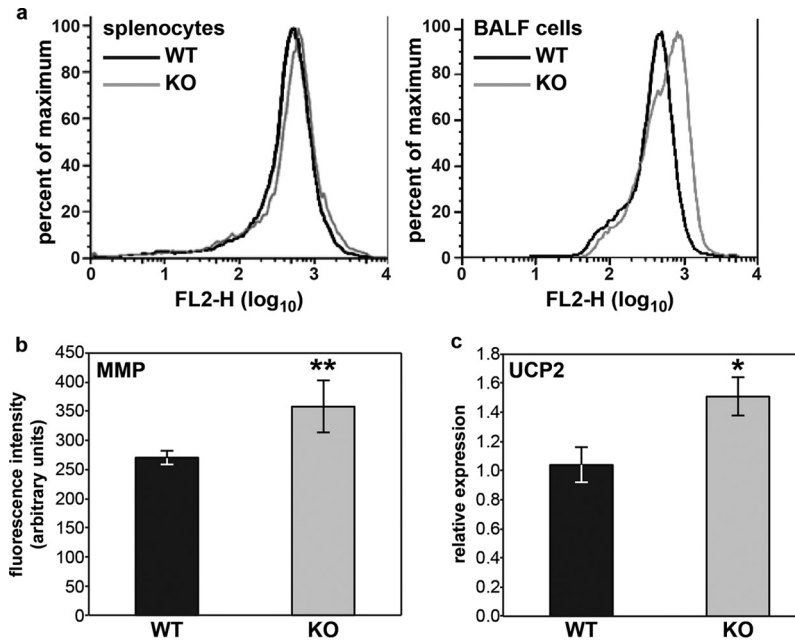 a
splenocytes
WT
KO
percent of maximum
100
80
60
40
20
0
0 1 2 3 4
FL2-H (log10)
BALF cells
WT
KO
percent of maximum
100
80
60
40
20
0 1 2 3 4
FL2-H (log10)
b
MMP
**
fluorescence intensity
(arbitrary units)
450
400
350
300
250
200
150
100
50
0
WT KO
c
UCP2
*
relative expression
1.8
1.6
1.4
1.2
1.0
0.8
0.6
0.4
0.2
0.0
WT KO